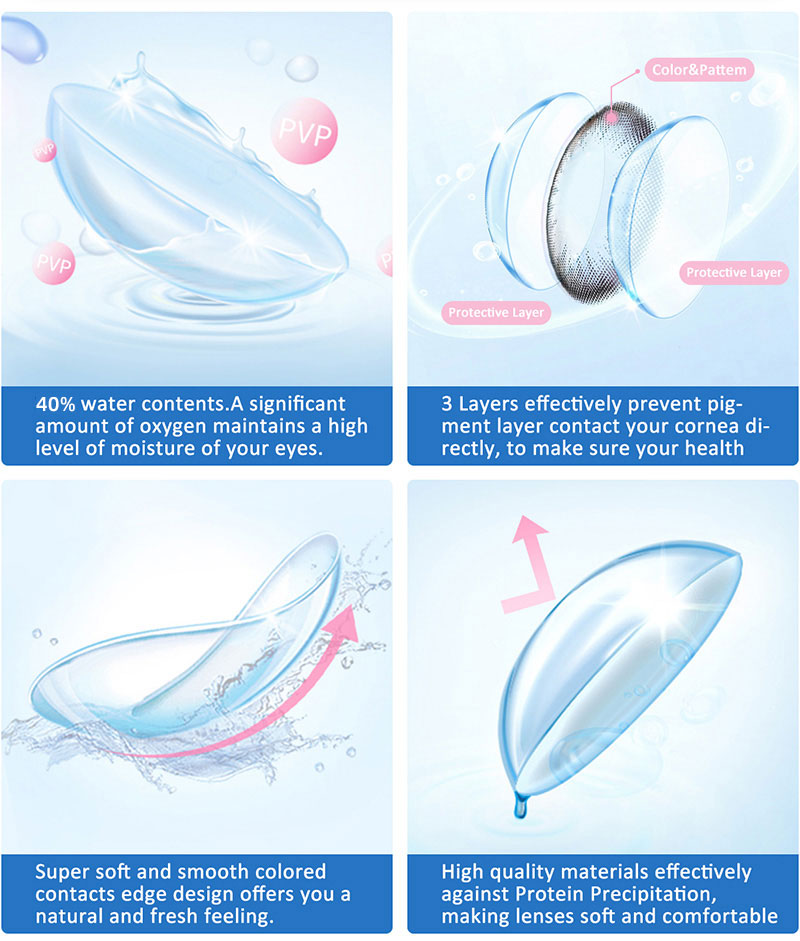 PVP
PVP
PVP
40% water contents.A significant
amount of oxygen maintains a high
level of moisture of your eyes.
Color&Pattern
Protective Layer
Protective Layer
3 Layers effectively prevent pig-
ment layer contact your cornea di-
rectly, to make sure your health
Super soft and smooth colored
contacts edge design offers you a
natural and fresh feeling.
High quality materials effectively
against Protein Precipitation,
making lenses soft and comfortable